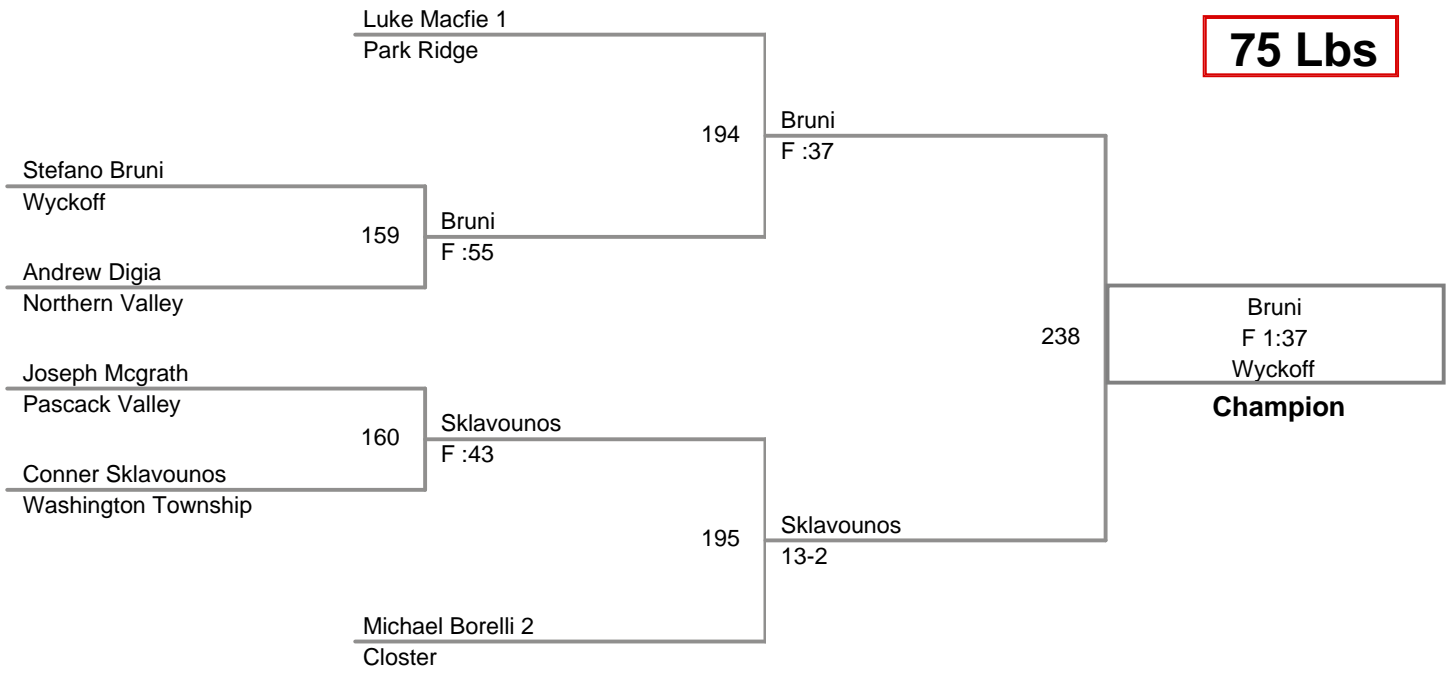 Luke Macfie 1
Park Ridge
75 Lbs
194
Bruni
F :37
Stefano Bruni
Wyckoff
159
Bruni
F :55
Andrew Digia
Northern Valley
238
Bruni
F 1:37
Wyckoff
Champion
Joseph Mcgrath
Pascack Valley
160
Sklavounos
F :43
Conner Sklavounos
Washington Township
195
Sklavounos
13-2
Michael Borelli 2
Closter